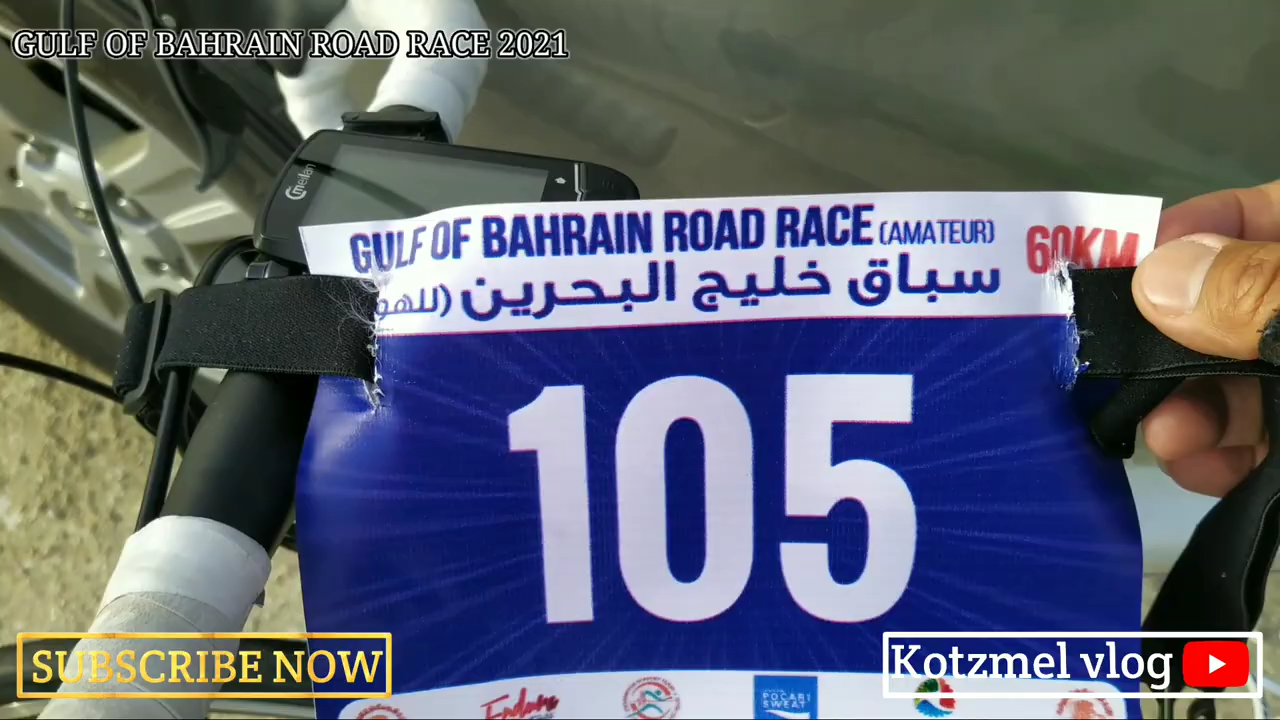 GULF OF BAHRAIN ROAD RACE 2021
meilan
GULF OF BAHRAIN ROAD RACE (AMATEUR) 60KM
سباق خليج البحرين
105
SUBSCRIBE NOW
Kotzmel vlog
POCARI
SWEAT